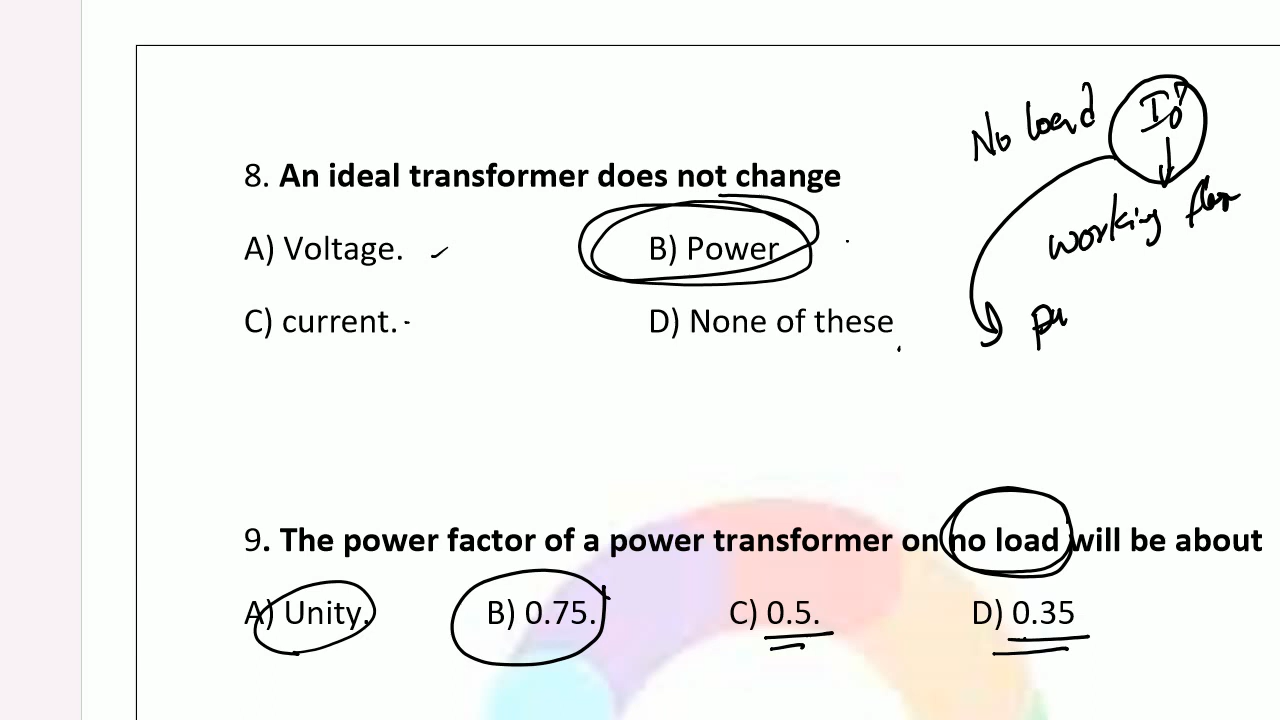 No load I₀
8. An ideal transformer does not change
working
A) Voltage. B) Power
C) current. D) None of these
9. The power factor of a power transformer on no load will be about
A) Unity. B) 0.75. C) 0.5. D) 0.35